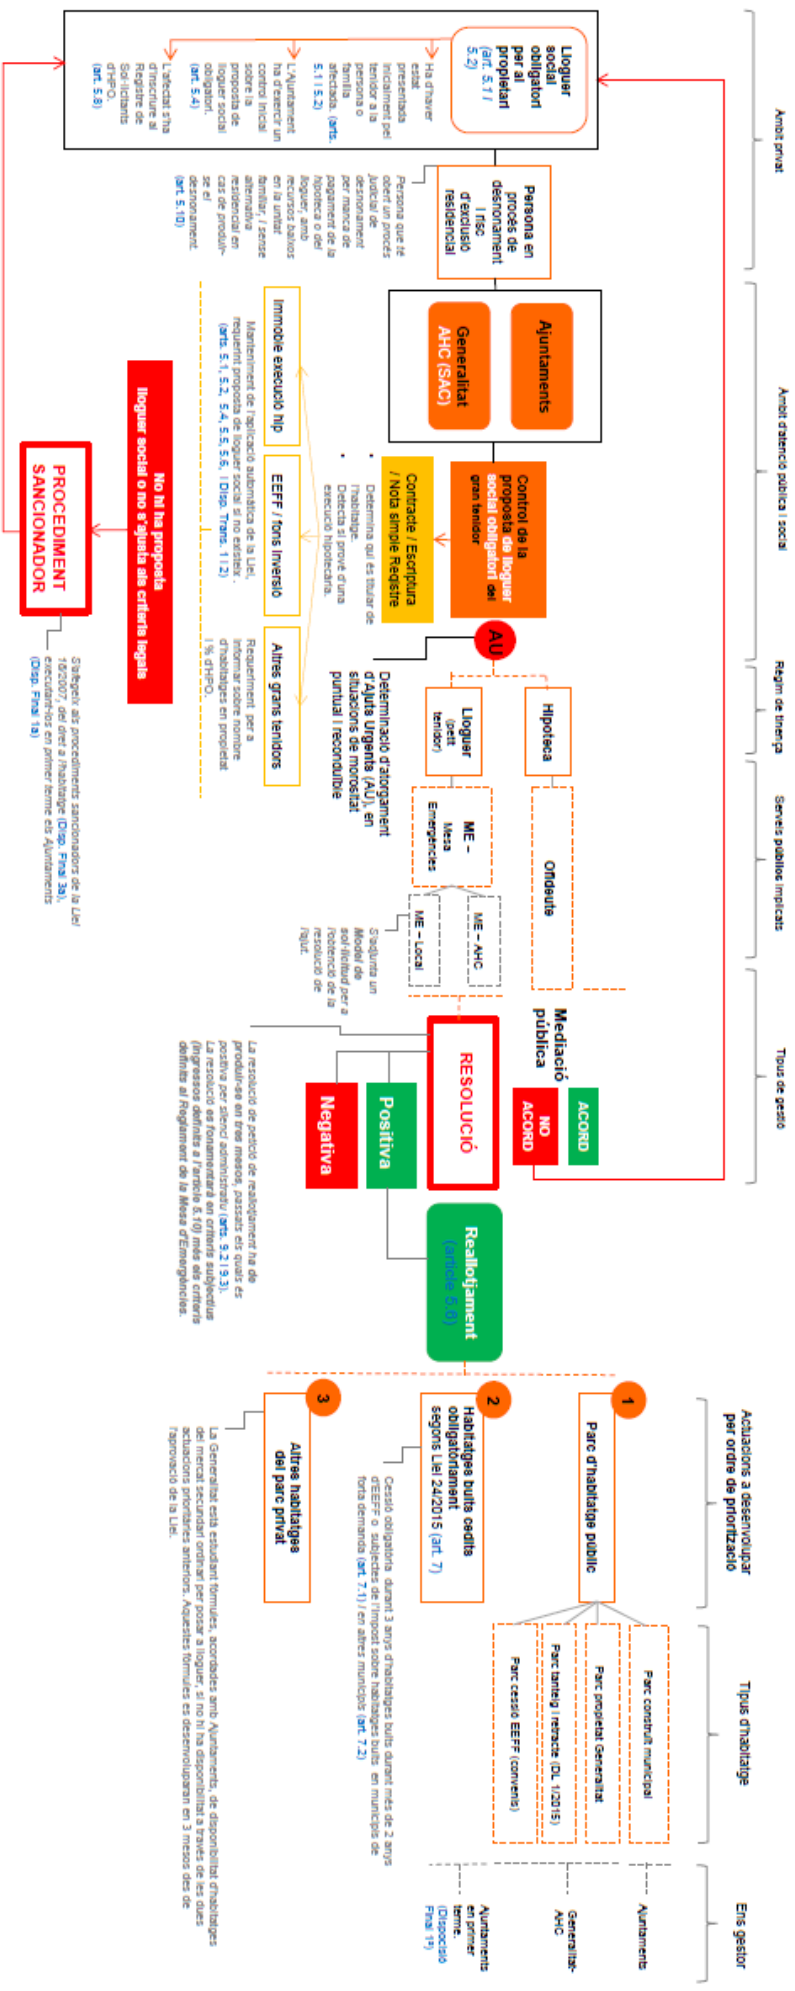 Àmbit privat
Àmbit d'atenció pública i social
Règim de tinença
Serveis públics implicats
Tipus de gestió
Actuacions a desenvolupar
per ordre de priorització
Tipus d'habitatge
Ens gestor
Lloguer
social
obligatori
per al
propietari
(art. 5.1 i
5.2)
Ha d'haver
estat
presentada
inicialment pel
tenidor a la
persona o
família
afectada. (arts.
5.1 i 5.2)
L'Ajuntament
ha d'exercir un
control inicial
sobre la
proposta de
lloguer social
obligatori.
(art. 5.4)
L'afectat s'ha
d'inscriure al
Registre de
Sol·licitants
d'HPO.
(art. 5.8)
Persona en
procés de
desnonament
i risc
d'exclusió
residencial
Persona que té
obert un procés
judicial de
desnonament
per manca de
pagament de la
hipoteca o del
lloguer, amb
recursos baixos
en la unitat
familiar, i sense
alternativa
residencial en
cas de produir-
se el
desnonament.
(art. 5.10)
Ajuntaments
Generalitat
AHC (SAC)
Control de la
proposta de lloguer
social obligatori del
gran tenidor
Contracte / Escriptura
/ Nota simple Registre
• Determina qui és titular de
l'habitatge.
• Detecta si prové d'una
execució hipotecària.
Immoble execució hip
EEFF / fons inversió
Altres grans tenidors
Manteniment de l'aplicació automàtica de la Llei,
requerint proposta de lloguer social si no existeix .
(arts. 5.1, 5.2, 5.4, 5.5, 5.6, i Disp. Trans. 1 i 2)
Requeriment per a
informar sobre nombre
d'habitatges en propietat
i % d'HPO.
No hi ha proposta
lloguer social o no s'ajusta als criteris legals
PROCEDIMENT
SANCIONADOR
S'afegeix als procediments sancionadors de la Llei
18/2007, del dret a l'habitatge (Disp. Final 3a),
executant-los en primer terme els Ajuntaments
(Disp. Final 1a)
AU
Determinació d'atorgament
d'Ajuts Urgents (AU), en
situacions de morositat
puntual i reconduïble
Hipoteca
Lloguer
(petit
tenidor)
Ofideute
ME –
Mesa
Emergències
ME – AHC
ME – Local
S'adjunta un
Model de
sol·licitud per a
l'obtenció de la
resolució de
l'ajut.
Mediació
pública
ACORD
NO
ACORD
RESOLUCIÓ
Positiva
Negativa
La resolució de petició de reallotjament ha de
produir-se en tres mesos, passats els quals és
positiva per silenci administratiu (arts. 9.2 i 9.3).
La resolució es fonamentarà en criteris subjectius
(ingressos definits a l'article 5.10) més els criteris
definits al Reglament de la Mesa d'Emergències.
Reallotjament
(article 5.6)
1
Parc d'habitatge públic
Parc construït municipal
Parc propietat Generalitat
Parc tanteig i retracte (DL 1/2015)
Parc cessió EEFF (convenis)
Ajuntaments
Generalitat-
AHC
Ajuntaments
en primer
terme.
(Disposició
Final 1ª)
2
Habitatges buits cedits
obligatòriament
segons Llei 24/2015 (art. 7)
Cessió obligatòria durant 3 anys d'habitatges buits durant més de 2 anys
d'EEFF o subjectes de l'Impost sobre habitatges buits en municipis de
forta demanda (art. 7.1) i en altres municipis (art. 7.2)
3
Altres habitatges
del parc privat
La Generalitat està estudiant fórmules, acordades amb Ajuntaments, de disponibilitat d'habitatges
del mercat secundari ordinari per posar a lloguer, si no hi ha disponibilitat a través de les dues
actuacions prioritàries anteriors. Aquestes fórmules es desenvoluparan en 3 mesos des de
l'aprovació de la Llei.